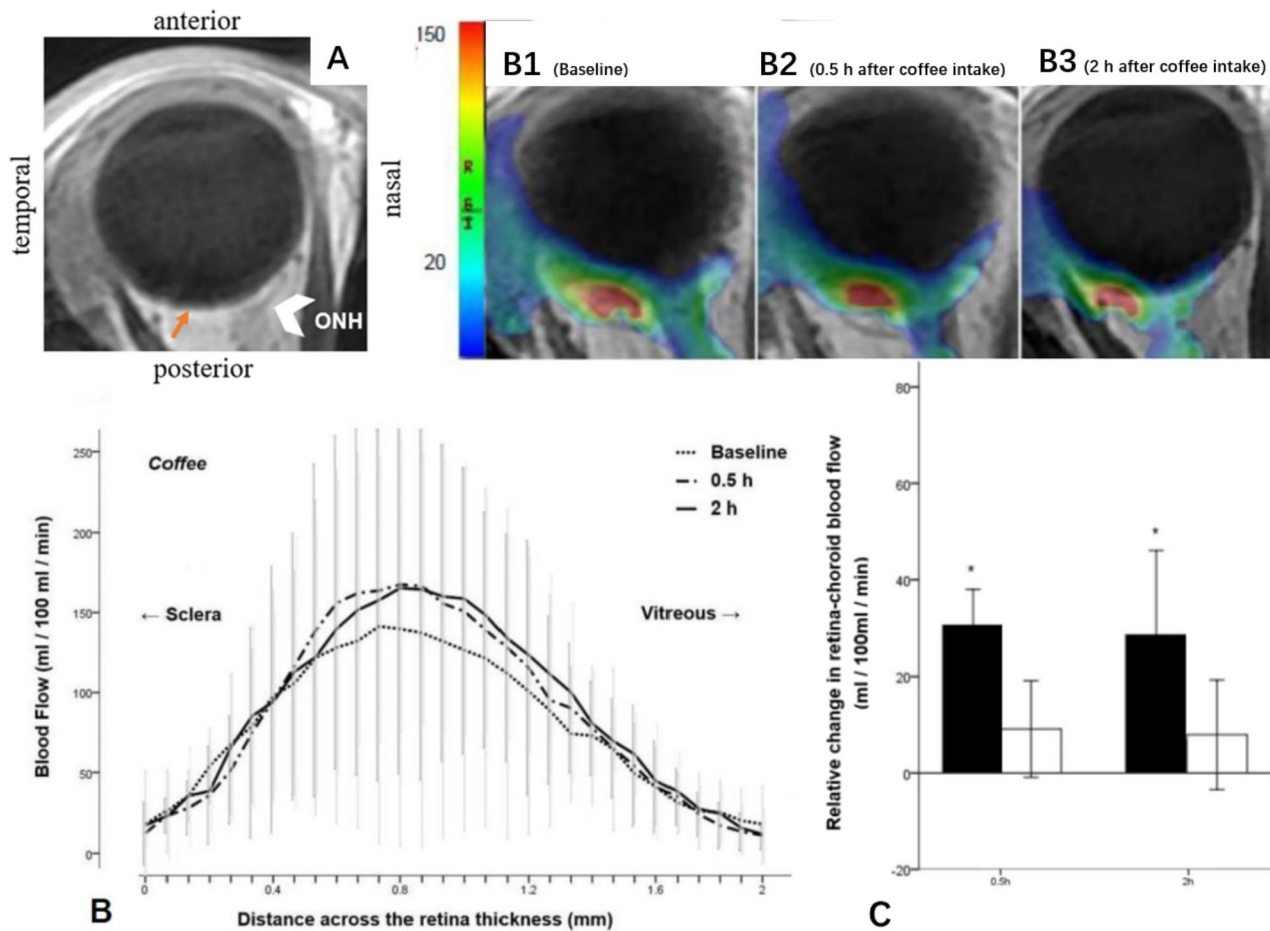 anterior
A
temporal
nasal
ONH
posterior
150
20
R
B1 (Baseline)
B2 (0.5 h after coffee intake)
B3 (2 h after coffee intake)
Coffee
Baseline
0.5 h
2 h
← Sclera
Vitreous →
Blood Flow (ml / 100 ml / min)
250
200
150
100
50
0
0
0.4
0.8
1.2
1.6
2
Distance across the retina thickness (mm)
B
Relative change in retina-choroid blood flow
(ml / 100ml / min)
80
60
40
20
0
-20
*
*
0.5h
2h
C